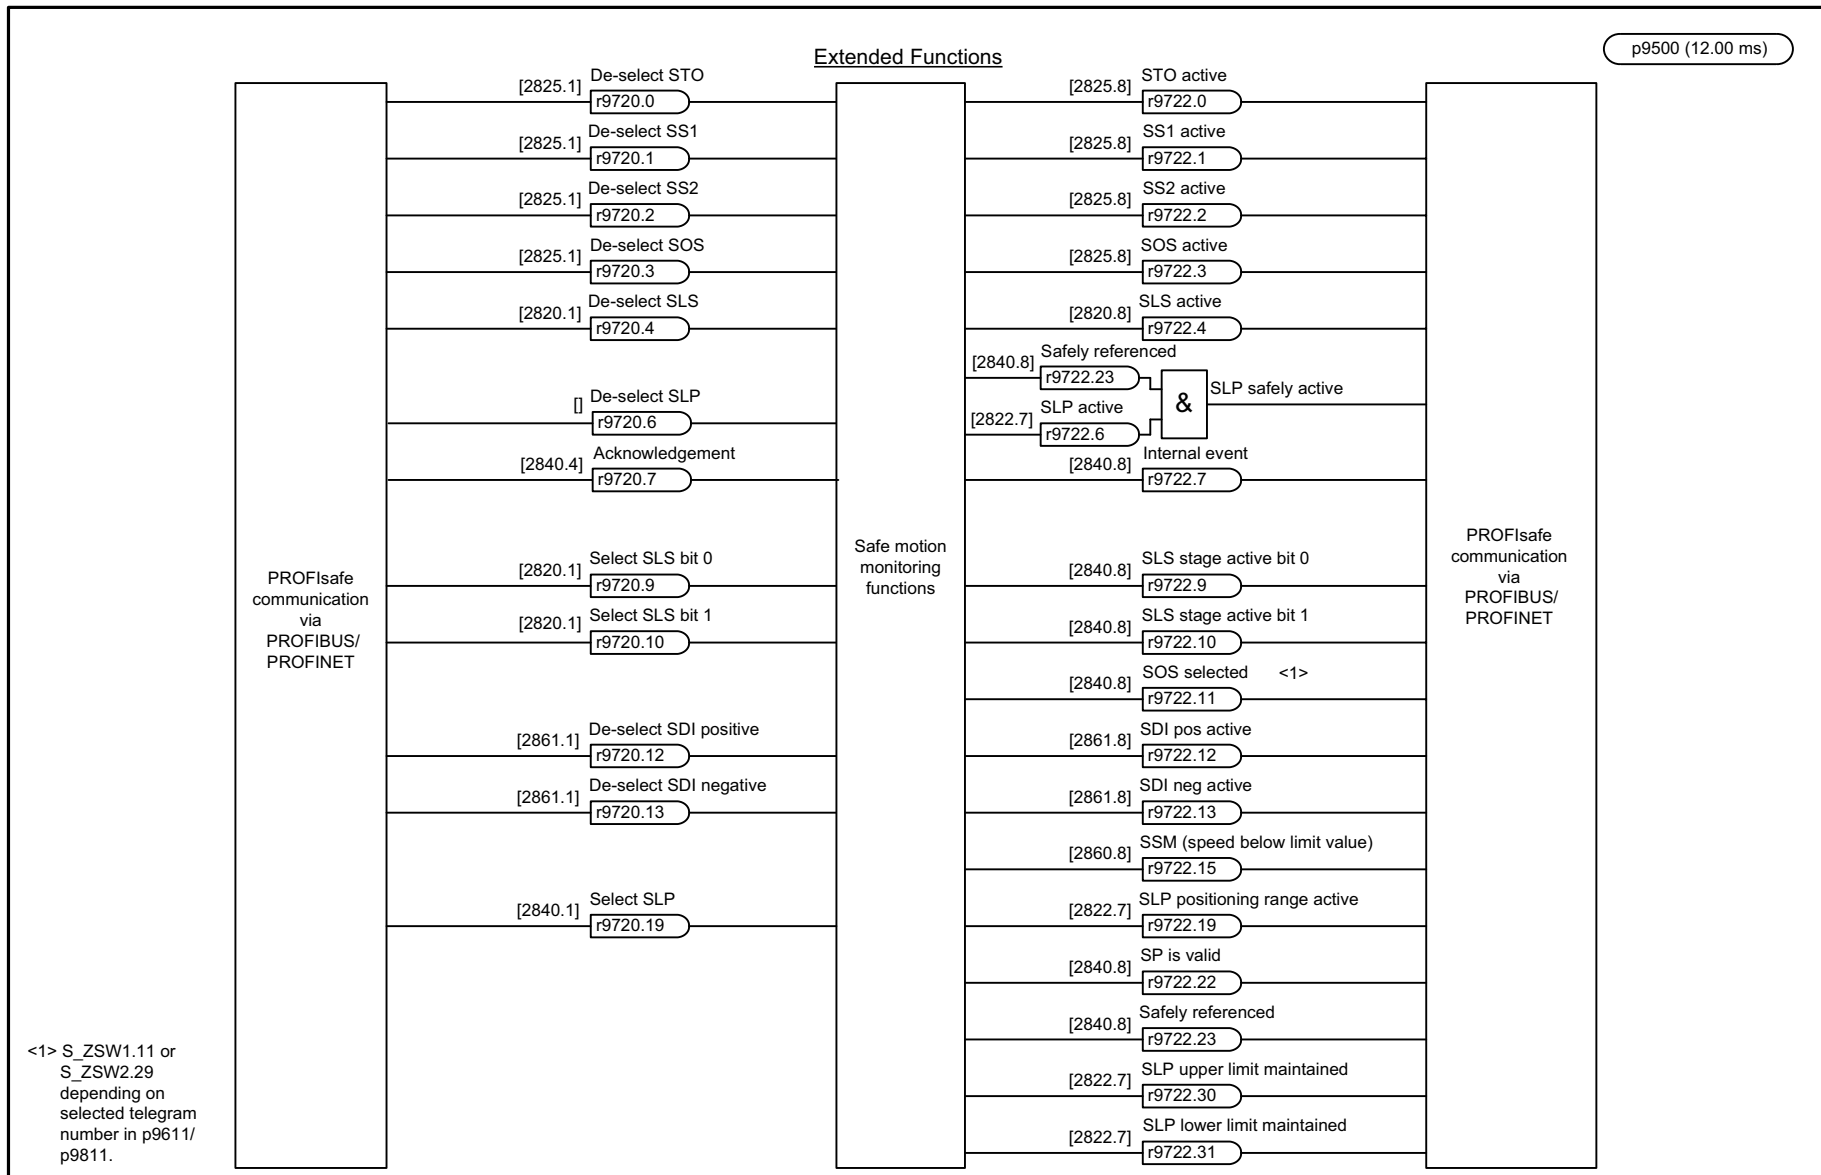 Extended Functions
p9500 (12.00 ms)
PROFIsafe
communication
via
PROFIBUS/
PROFINET
[2825.1] De-select STO
r9720.0
[2825.1] De-select SS1
r9720.1
[2825.1] De-select SS2
r9720.2
[2825.1] De-select SOS
r9720.3
[2820.1] De-select SLS
r9720.4
[] De-select SLP
r9720.6
[2840.4] Acknowledgement
r9720.7
[2820.1] Select SLS bit 0
r9720.9
[2820.1] Select SLS bit 1
r9720.10
[2861.1] De-select SDI positive
r9720.12
[2861.1] De-select SDI negative
r9720.13
[2840.1] Select SLP
r9720.19
Safe motion
monitoring
functions
[2825.8] STO active
r9722.0
[2825.8] SS1 active
r9722.1
[2825.8] SS2 active
r9722.2
[2825.8] SOS active
r9722.3
[2820.8] SLS active
r9722.4
[2840.8] Safely referenced
r9722.23
[2822.7] SLP active
r9722.6
&
SLP safely active
[2840.8] Internal event
r9722.7
[2840.8] SLS stage active bit 0
r9722.9
[2840.8] SLS stage active bit 1
r9722.10
[2840.8] SOS selected <1>
r9722.11
[2861.8] SDI pos active
r9722.12
[2861.8] SDI neg active
r9722.13
[2860.8] SSM (speed below limit value)
r9722.15
[2822.7] SLP positioning range active
r9722.19
[2840.8] SP is valid
r9722.22
[2840.8] Safely referenced
r9722.23
[2822.7] SLP upper limit maintained
r9722.30
[2822.7] SLP lower limit maintained
r9722.31
PROFIsafe
communication
via
PROFIBUS/
PROFINET
<1> S_ZSW1.11 or
S_ZSW2.29
depending on
selected telegram
number in p9611/
p9811.